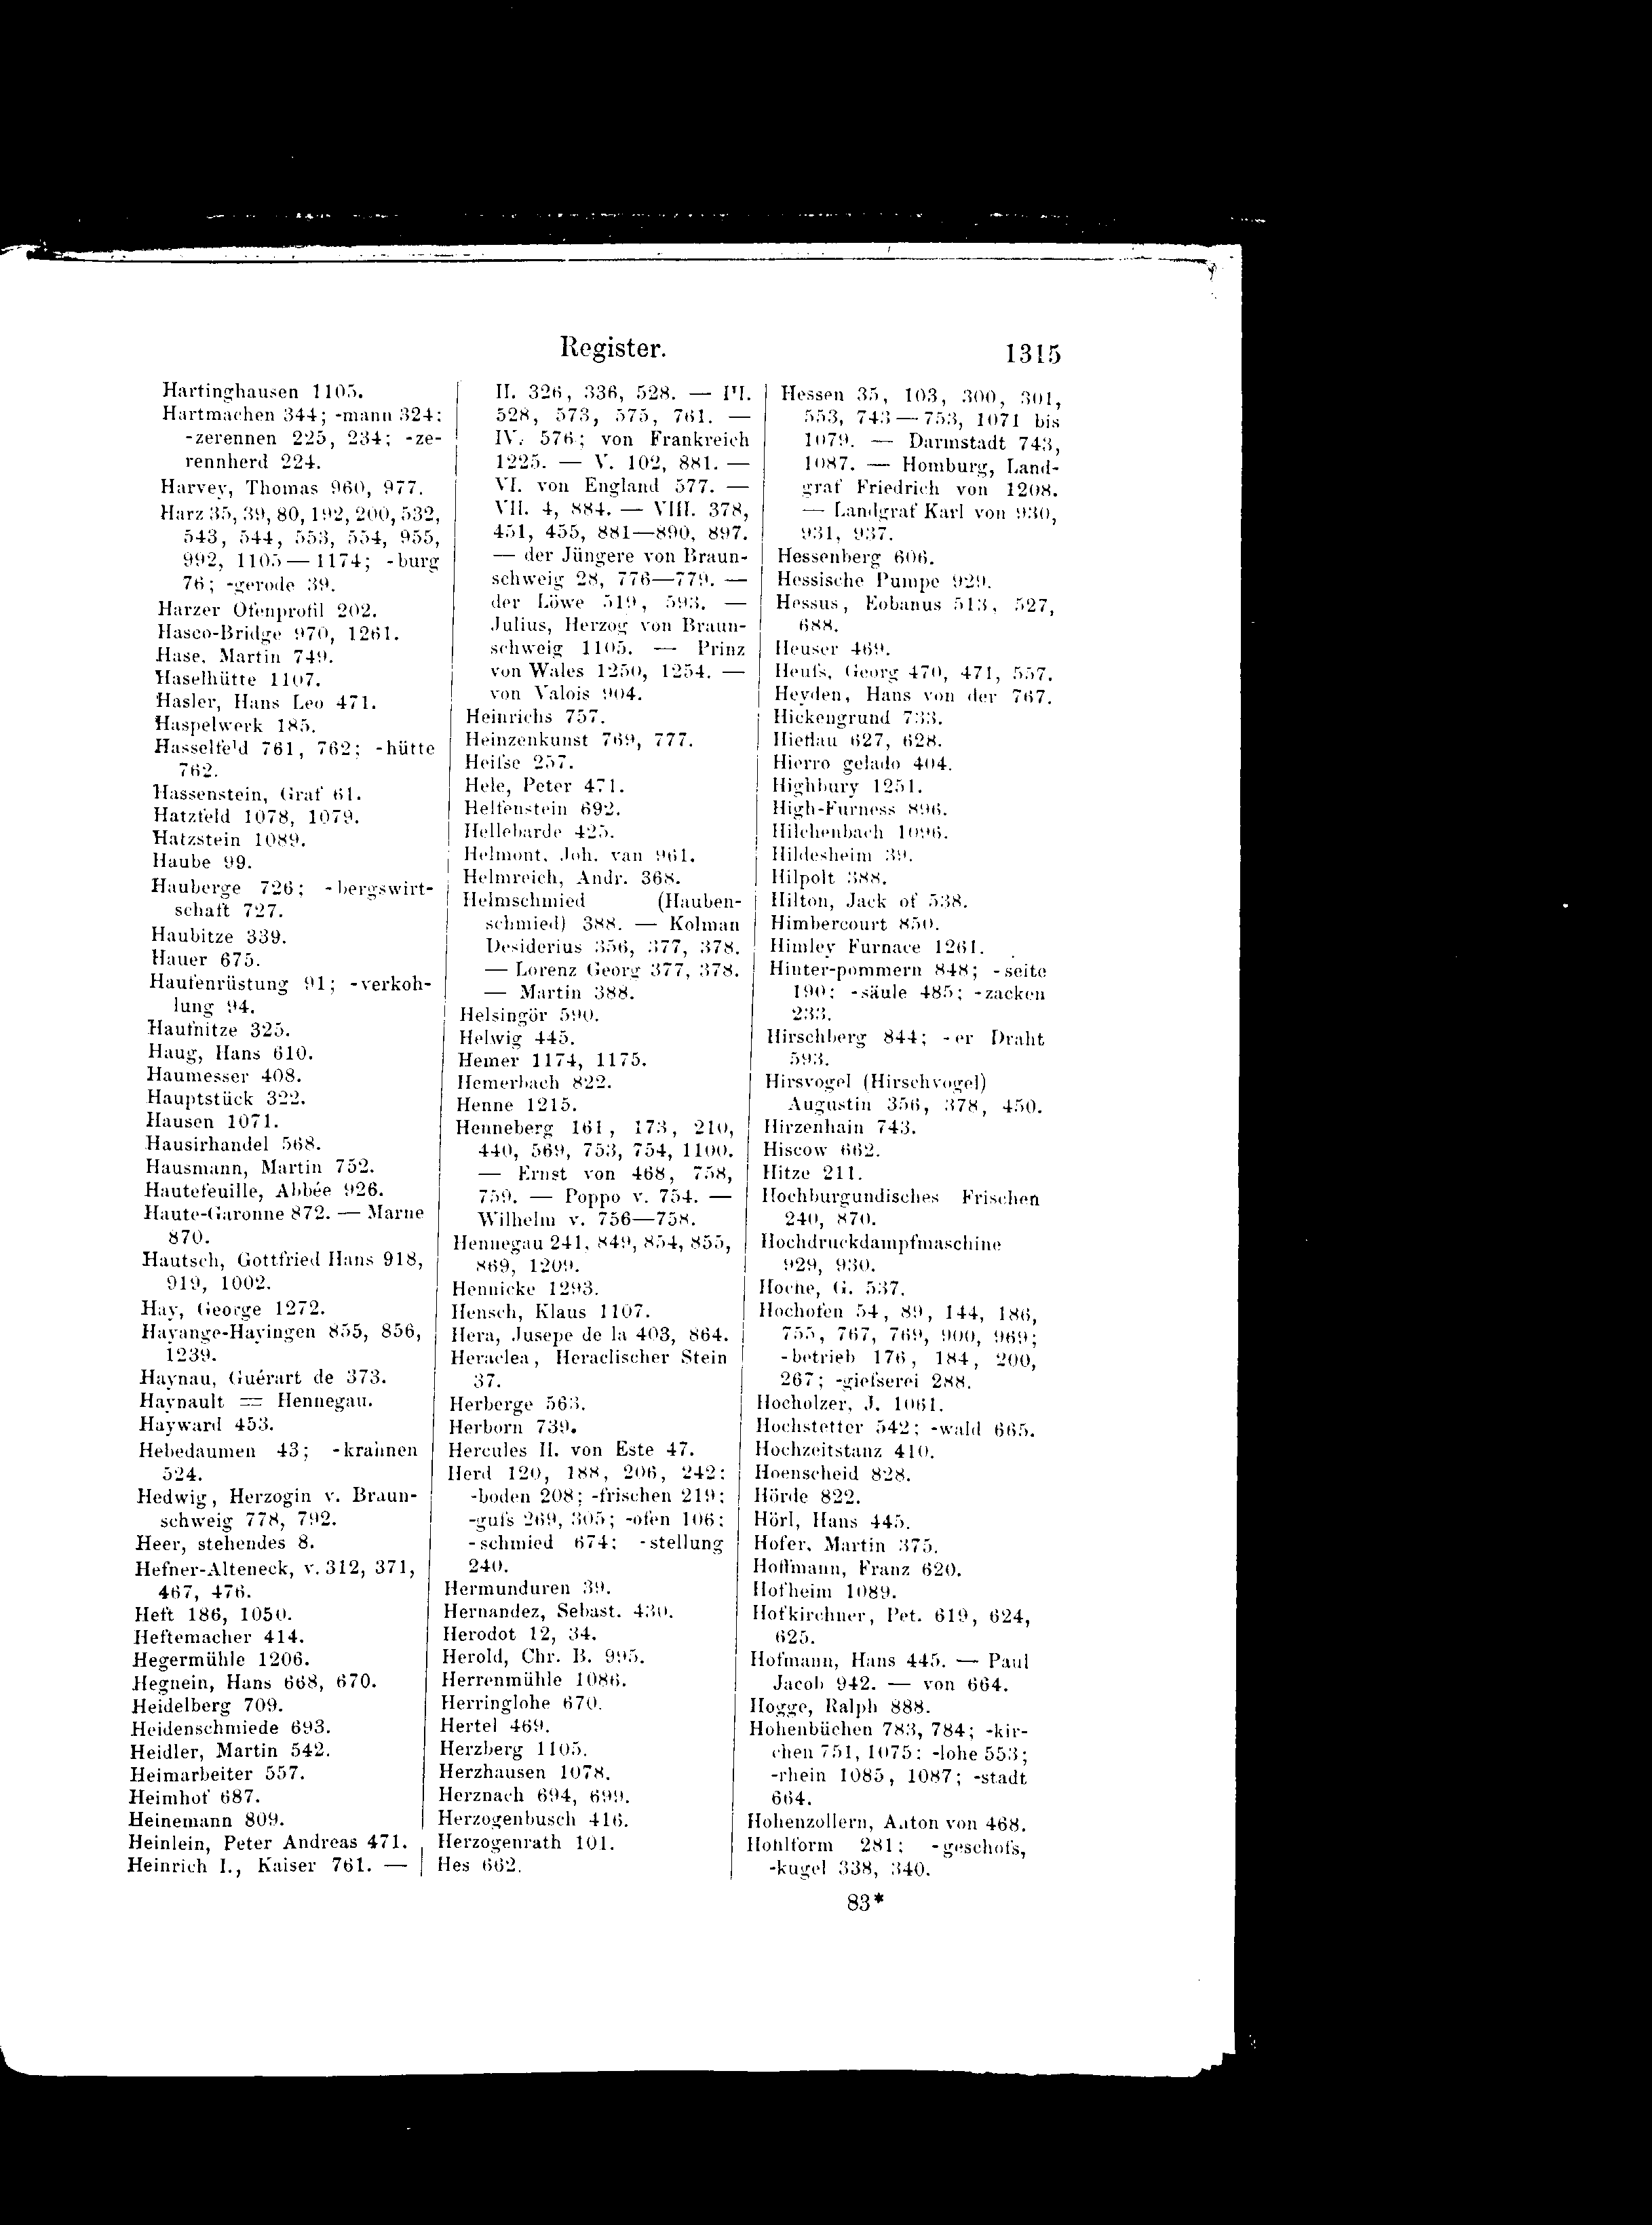 Register.
1315
Hartinghausen 1105.
Hartmachen 344; -mann 324:
-zerennen 225, 234; -ze-
rennherd 224.
Harvey, Thomas 960, 977.
Harz 35, 39, 80, 192, 200, 532,
543, 544, 553, 554, 955,
992, 1105—1174; -burg
76; -gerode 39.
Harzer Ofenprofil 202.
Hasco-Bridge 970, 1261.
Hase, Martin 749.
Haselhütte 1107.
Hasler, Hans Leo 471.
Haspelwerk 185.
Hasselfeld 761, 762; -hütte
762.
Hassenstein, Graf 61.
Hatzfeld 1078, 1079.
Hatzstein 1089.
Haube 99.
Hauberge 726; -bergswirt-
schaft 727.
Haubitze 339.
Hauer 675.
Haufenrüstung 91; -verkoh-
lung 94.
Haufnitze 325.
Haug, Hans 610.
Haumesser 408.
Hauptstück 322.
Hausen 1071.
Hausirhandel 568.
Hausmann, Martin 752.
Hautefeuille, Abbée 926.
Haute-Garonne 872. — Marne
870.
Hautsch, Gottfried Hans 918,
919, 1002.
Hay, George 1272.
Hayange-Hayingen 855, 856,
1239.
Haynau, Guérart de 373.
Haynault = Hennegau.
Hayward 453.
Hebedaumen 43; -krahnen
524.
Hedwig, Herzogin v. Braun-
schweig 778, 792.
Heer, stehendes 8.
Hefner-Alteneck, v. 312, 371,
467, 476.
Heft 186, 1050.
Heftemacher 414.
Hegermühle 1206.
Hegnein, Hans 668, 670.
Heidelberg 709.
Heidenschmiede 693.
Heidler, Martin 542.
Heimarbeiter 557.
Heimhof 687.
Heinemann 809.
Heinlein, Peter Andreas 471.
Heinrich I., Kaiser 761. —
II. 326, 336, 528. — III.
528, 573, 575, 761. —
IV. 576; von Frankreich
1225. — V. 102, 881. —
VI. von England 577. —
VII. 4, 884. — VIII. 378,
451, 455, 881—890, 897.
— der Jüngere von Braun-
schweig 28, 776—779. —
der Löwe 519, 593. —
Julius, Herzog von Braun-
schweig 1105. — Prinz
von Wales 1250, 1254. —
von Valois 904.
Heinrichs 757.
Heinzenkunst 769, 777.
Heifse 257.
Hele, Peter 471.
Helfenstein 692.
Hellebarde 425.
Helmont, Joh. van 961.
Helmreich, Andr. 368.
Helmschmied (Hauben-
schmied) 388. — Kolman
Desiderius 356, 377, 378.
— Lorenz Georg 377, 378.
— Martin 388.
Helsingör 590.
Helwig 445.
Hemer 1174, 1175.
Hemerbach 822.
Henne 1215.
Henneberg 161, 173, 210,
440, 569, 753, 754, 1100.
— Ernst von 468, 758,
759. — Poppo v. 754. —
Wilhelm v. 756—758.
Hennegau 241, 849, 854, 855,
869, 1209.
Hennicke 1293.
Hensch, Klaus 1107.
Hera, Jusepe de la 403, 864.
Heraclea, Heraclischer Stein
37.
Herberge 563.
Herborn 739.
Hercules II. von Este 47.
Herd 120, 188, 206, 242:
-boden 208; -frischen 219;
-gufs 269, 305; -ofen 106;
-schmied 674; -stellung
240.
Hermunduren 39.
Hernandez, Sebast. 430.
Herodot 12, 34.
Herold, Chr. B. 995.
Herrenmühle 1086.
Herringlohe 670.
Hertel 469.
Herzberg 1105.
Herzhausen 1078.
Herznach 694, 699.
Herzogenbusch 416.
Herzogenrath 101.
Hes 662.
Hessen 35, 103, 300, 301,
553, 743—753, 1071 bis
1079. — Darmstadt 743,
1087. — Homburg, Land-
graf Friedrich von 1208.
— Landgraf Karl von 930,
931, 937.
Hessenberg 606.
Hessische Pumpe 929.
Hessus, Eobanus 513, 527,
688.
Heuser 469.
Heufs, Georg 470, 471, 557.
Heyden, Hans von der 767.
Hickengrund 733.
Hieflau 627, 628.
Hierro gelado 404.
Highbury 1251.
High-Furness 896.
Hilchenbach 1096.
Hildesheim 39.
Hilpolt 388.
Hilton, Jack of 538.
Himbercourt 850.
Himley Furnace 1261.
Hinter-pommern 848; -seite
190; -säule 485; -zacken
233.
Hirschberg 844; -er Draht
593.
Hirsvogel (Hirschvogel)
Augustin 356, 378, 450.
Hirzenhain 743.
Hiscow 662.
Hitze 211.
Hochburgundisches Frischen
240, 870.
Hochdruckdampfmaschine
929, 930.
Hoche, G. 537.
Hochofen 54, 89, 144, 186,
755, 767, 769, 900, 969;
-betrieb 176, 184, 200,
267; -giefserei 288.
Hocholzer, J. 1061.
Hochstetter 542; -wald 665.
Hochzeitstanz 410.
Hoenscheid 828.
Hörde 822.
Hörl, Hans 445.
Hofer, Martin 375.
Hoffmann, Franz 620.
Hofheim 1089.
Hofkirchner, Pet. 619, 624,
625.
Hofmann, Hans 445. — Paul
Jacob 942. — von 664.
Hogge, Ralph 888.
Hohenbüchen 783, 784; -kir-
chen 751, 1075; -lohe 553;
-rhein 1085, 1087; -stadt
664.
Hohenzollern, Anton von 468.
Hohlform 281; -geschofs,
-kugel 338, 340.
83*